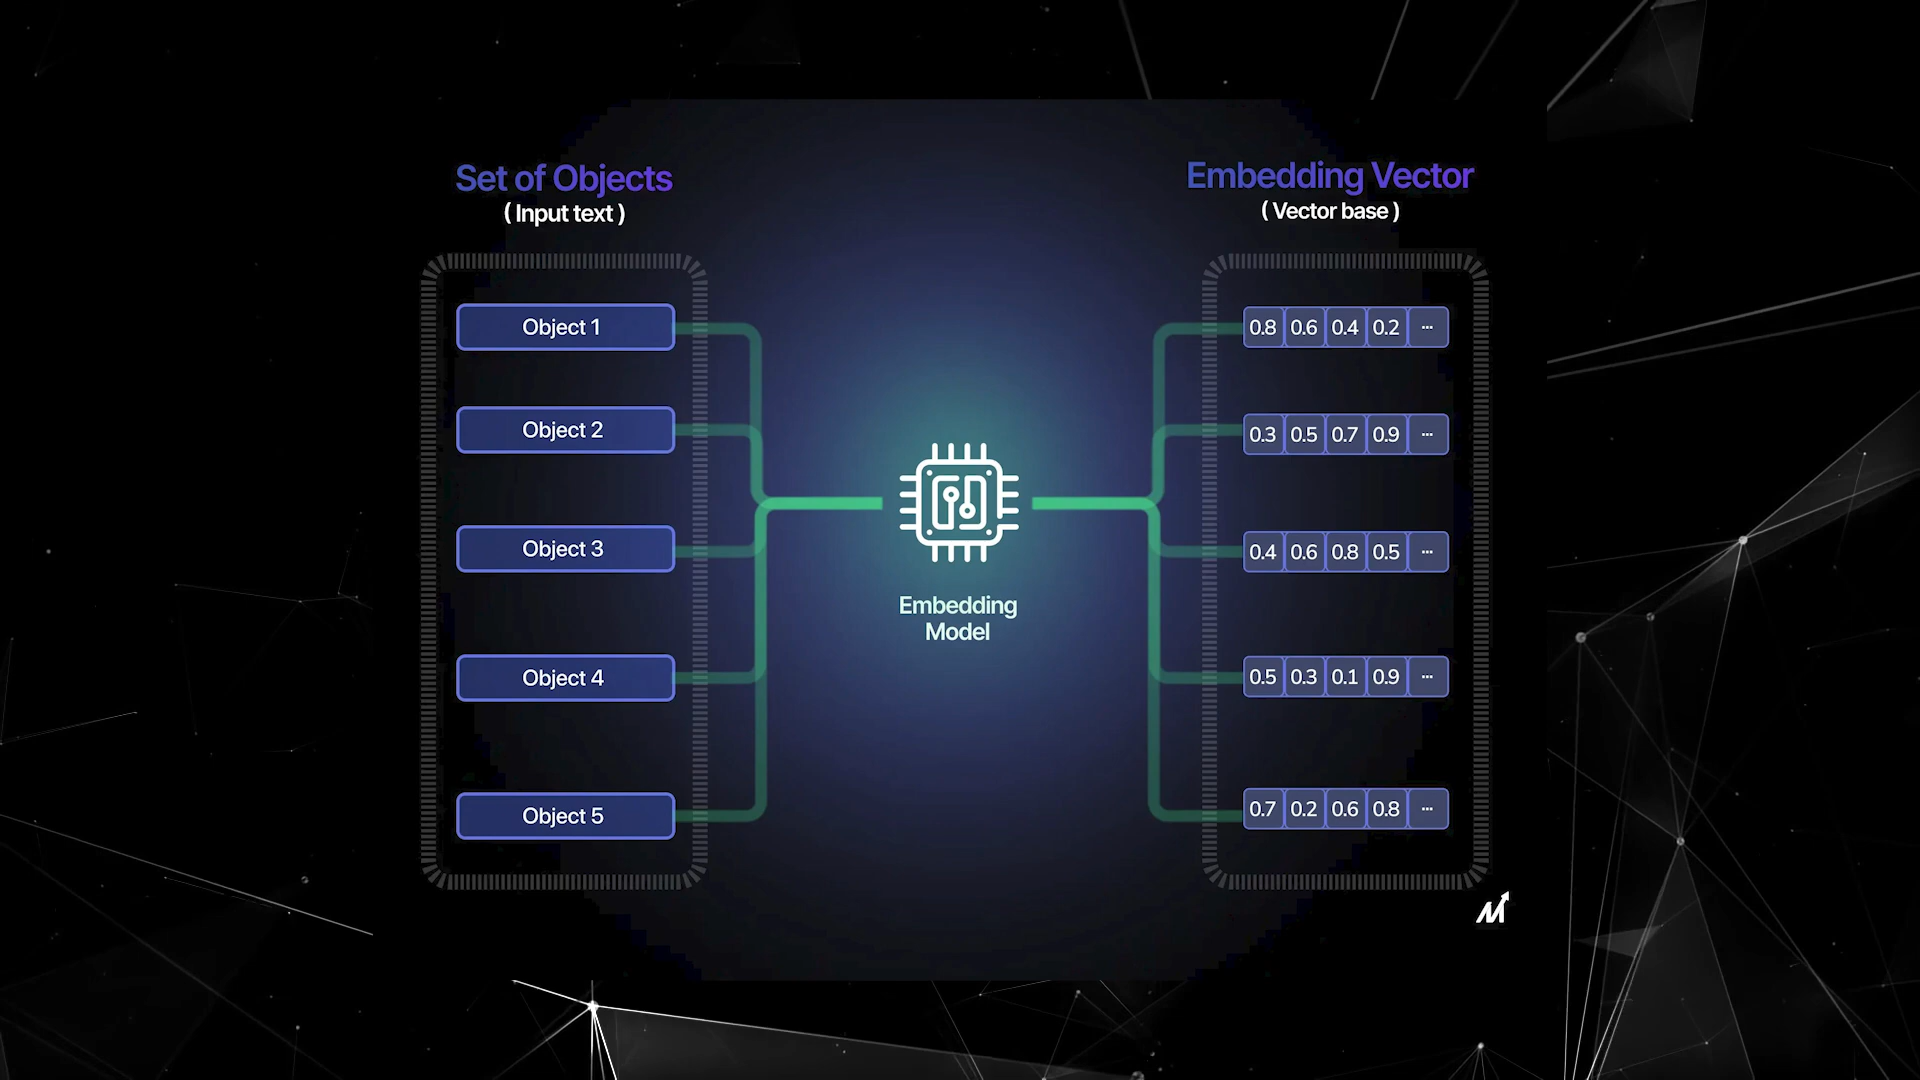 Set of Objects
( Input text )
Object 1
Object 2
Object 3
Object 4
Object 5
Embedding
Model
Embedding Vector
( Vector base )
0.8 0.6 0.4 0.2 ...
0.3 0.5 0.7 0.9 ...
0.4 0.6 0.8 0.5 ...
0.5 0.3 0.1 0.9 ...
0.7 0.2 0.6 0.8 ...